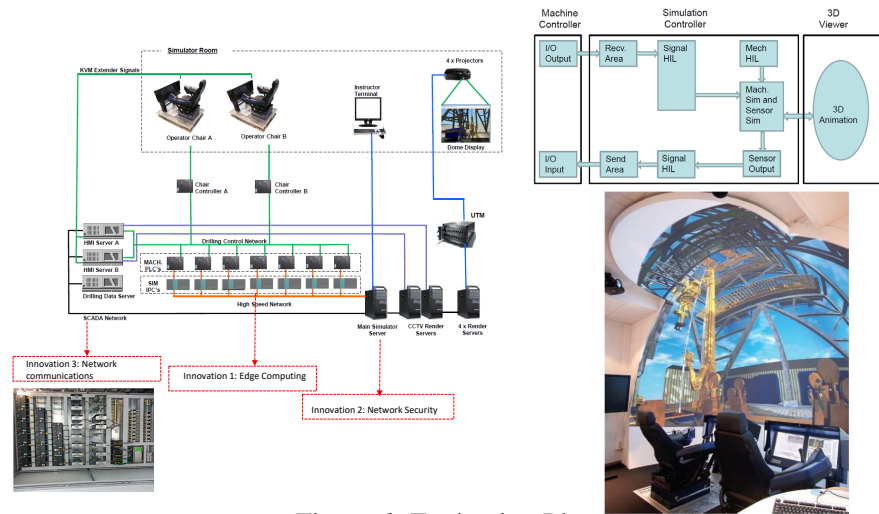 Simulator Room
KVM Extender Signals
4 x Projectors
Instructor
Terminal
Operator Chair A
Operator Chair B
Dome Display
Chair
Controller A
Chair
Controller B
UTM
HMI Server A
Drilling Control Network
HMI Server B
MACH.
PLC's
Drilling Data Server
SIM
IPC's
High Speed Network
SCADA Network
Main Simulator
Server
CCTV Render
Servers
4 x Render
Servers
Innovation 3: Network
communications
Innovation 1: Edge Computing
Innovation 2: Network Security
Machine
Controller
Simulation
Controller
3D
Viewer
I/O
Output
Recv.
Area
Signal
HIL
Mech
HIL
Mach.
Sim and
Sensor
Sim
3D
Animation
I/O
Input
Send
Area
Signal
HIL
Sensor
Output